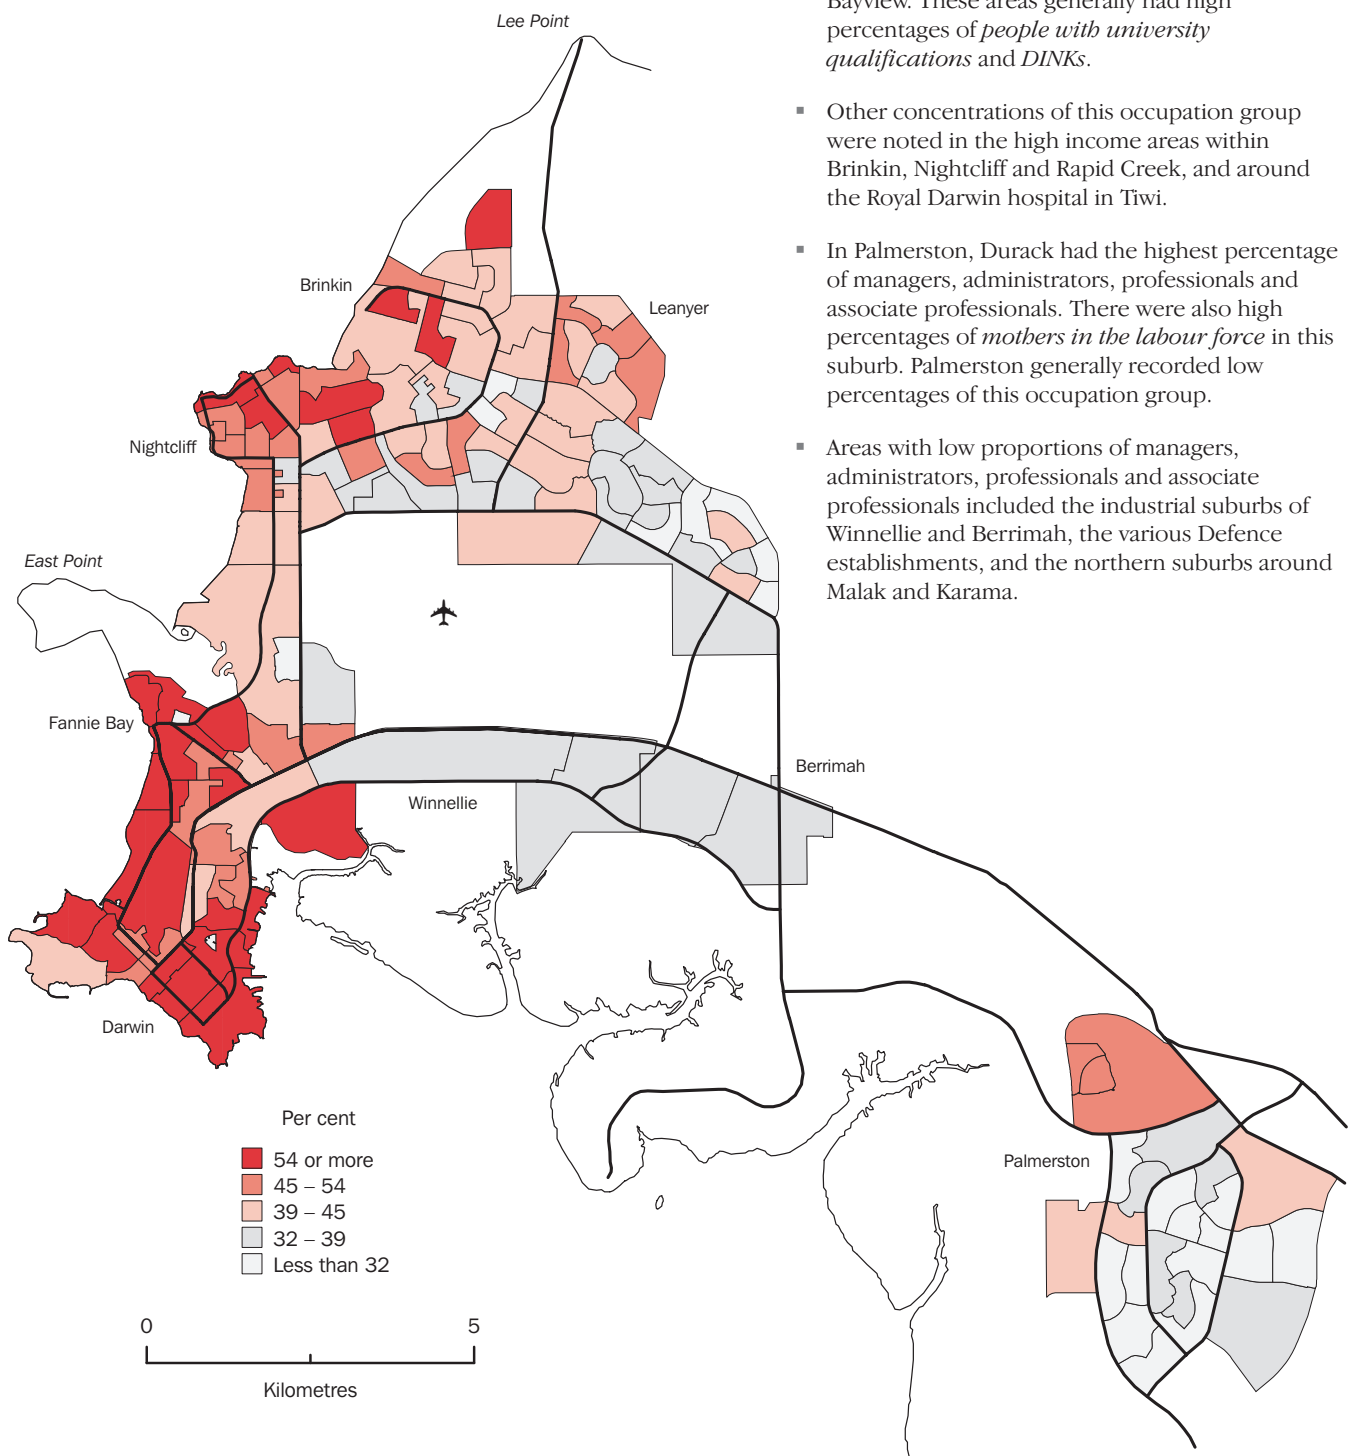 Bayview. These areas generally had high
percentages of people with university
qualifications and DINKs.
▪ Other concentrations of this occupation group
were noted in the high income areas within
Brinkin, Nightcliff and Rapid Creek, and around
the Royal Darwin hospital in Tiwi.
▪ In Palmerston, Durack had the highest percentage
of managers, administrators, professionals and
associate professionals. There were also high
percentages of mothers in the labour force in this
suburb. Palmerston generally recorded low
percentages of this occupation group.
▪ Areas with low proportions of managers,
administrators, professionals and associate
professionals included the industrial suburbs of
Winnellie and Berrimah, the various Defence
establishments, and the northern suburbs around
Malak and Karama.
Lee Point
Brinkin
Leanyer
Nightcliff
East Point
Fannie Bay
Berrimah
Winnellie
Darwin
Palmerston
Per cent
54 or more
45 – 54
39 – 45
32 – 39
Less than 32
0 5
Kilometres